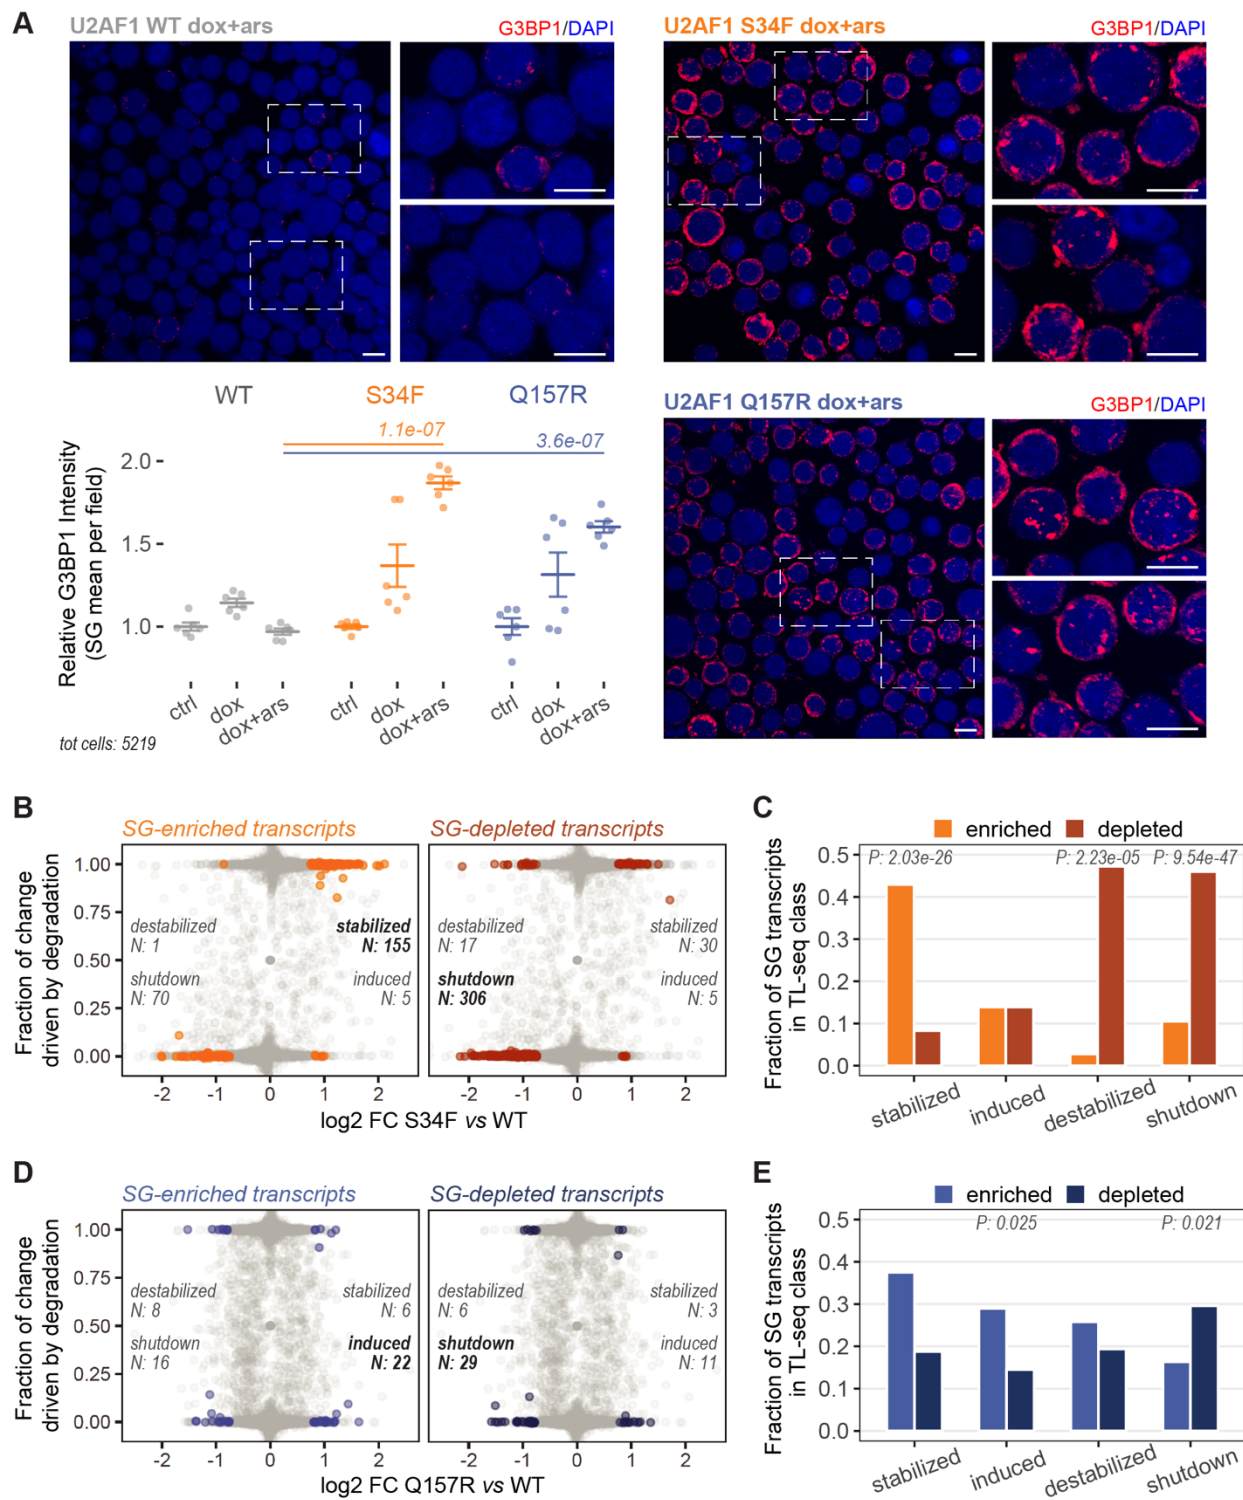 A
U2AF1 WT dox+ars
G3BP1/DAPI
U2AF1 S34F dox+ars
G3BP1/DAPI
WT
S34F
Q157R
1.1e-07
3.6e-07
Relative G3BP1 Intensity
(SG mean per field)
2.0
1.5
1.0
ctrl
dox
dox+ars
ctrl
dox
dox+ars
ctrl
dox
dox+ars
tot cells: 5219
U2AF1 Q157R dox+ars
G3BP1/DAPI
B
SG-enriched transcripts
SG-depleted transcripts
Fraction of change
driven by degradation
1.00
0.75
0.50
0.25
0.00
destabilized
N: 1
stabilized
N: 155
shutdown
N: 70
induced
N: 5
destabilized
N: 17
stabilized
N: 30
shutdown
N: 306
induced
N: 5
-2 -1 0 1 2
-2 -1 0 1 2
log2 FC S34F vs WT
C
enriched depleted
Fraction of SG transcripts
in TL-seq class
0.5
0.4
0.3
0.2
0.1
0.0
P: 2.03e-26
P: 2.23e-05
P: 9.54e-47
stabilized
induced
destabilized
shutdown
D
SG-enriched transcripts
SG-depleted transcripts
Fraction of change
driven by degradation
1.00
0.75
0.50
0.25
0.00
destabilized
N: 8
stabilized
N: 6
shutdown
N: 16
induced
N: 22
destabilized
N: 6
stabilized
N: 3
shutdown
N: 29
induced
N: 11
-2 -1 0 1 2
-2 -1 0 1 2
log2 FC Q157R vs WT
E
enriched depleted
Fraction of SG transcripts
in TL-seq class
0.5
0.4
0.3
0.2
0.1
0.0
P: 0.025
P: 0.021
stabilized
induced
destabilized
shutdown